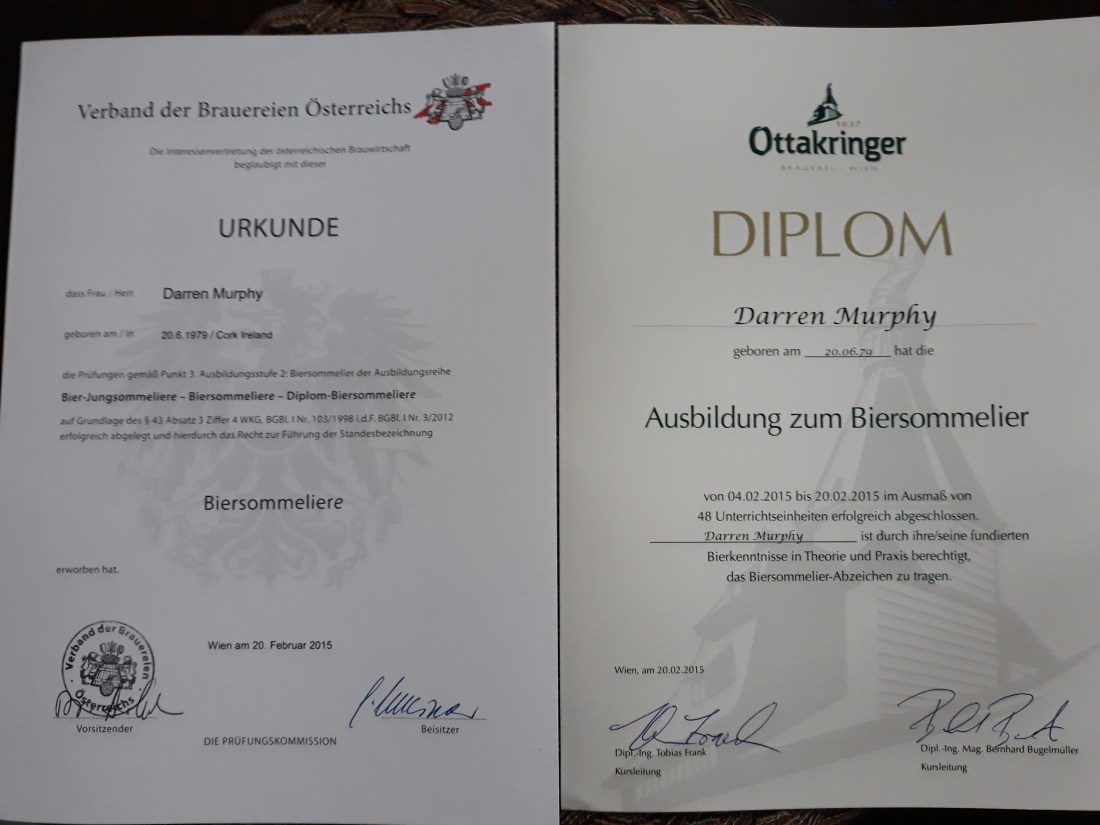 Verband der Brauereien Österreichs
Die Interessenvertretung der österreichischen Brauwirtschaft
beglaubigt mit dieser
URKUNDE
dass Frau / Herr Darren Murphy
geboren am / in 20.6.1979 / Cork Ireland
die Prüfungen gemäß Punkt 3. Ausbildungsstufe 2: Biersommelier der Ausbildungsreihe
Bier-Jungsommeliere – Biersommeliere – Diplom-Biersommeliere
auf Grundlage des § 43 Absatz 3 Ziffer 4 WKG, BGBL I Nr. 103/1998 i.d.F. BGBL I Nr. 3/2012
erfolgreich abgelegt und hierdurch das Recht zur Führung der Standesbezeichnung
Biersommeliere
erworben hat.
Wien am 20. Februar 2015
Verband der Brauereien
Österreichs
Vorsitzender
Beisitzer
DIE PRÜFUNGSKOMMISSION
1837
Ottakringer
BRAUEREI · WIEN
DIPLOM
Darren Murphy
geboren am 20.06.79 hat die
Ausbildung zum Biersommelier
von 04.02.2015 bis 20.02.2015 im Ausmaß von
48 Unterrichtseinheiten erfolgreich abgeschlossen.
Darren Murphy ist durch ihre/seine fundierten
Bierkenntnisse in Theorie und Praxis berechtigt,
das Biersommelier-Abzeichen zu tragen.
Wien, am 20.02.2015
Dipl.-Ing. Tobias Frank
Kursleitung
Dipl.-Ing. Mag. Bernhard Bugelmüller
Kursleitung